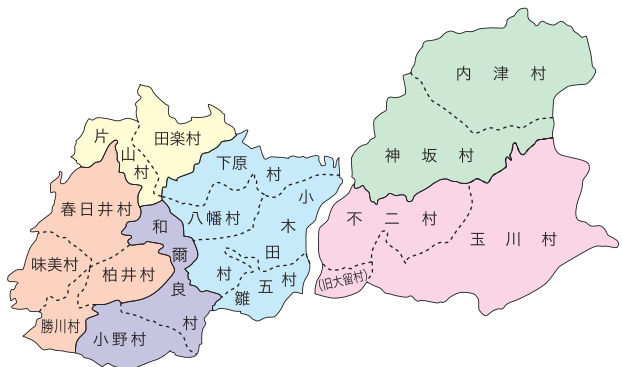 内津村
神坂村
片山村
田楽村
下原村
春日井村
八幡村
小木田村
和爾良村
不二村
玉川村
味美村
柏井村
雛五村
(旧大留村)
勝川村
小野村